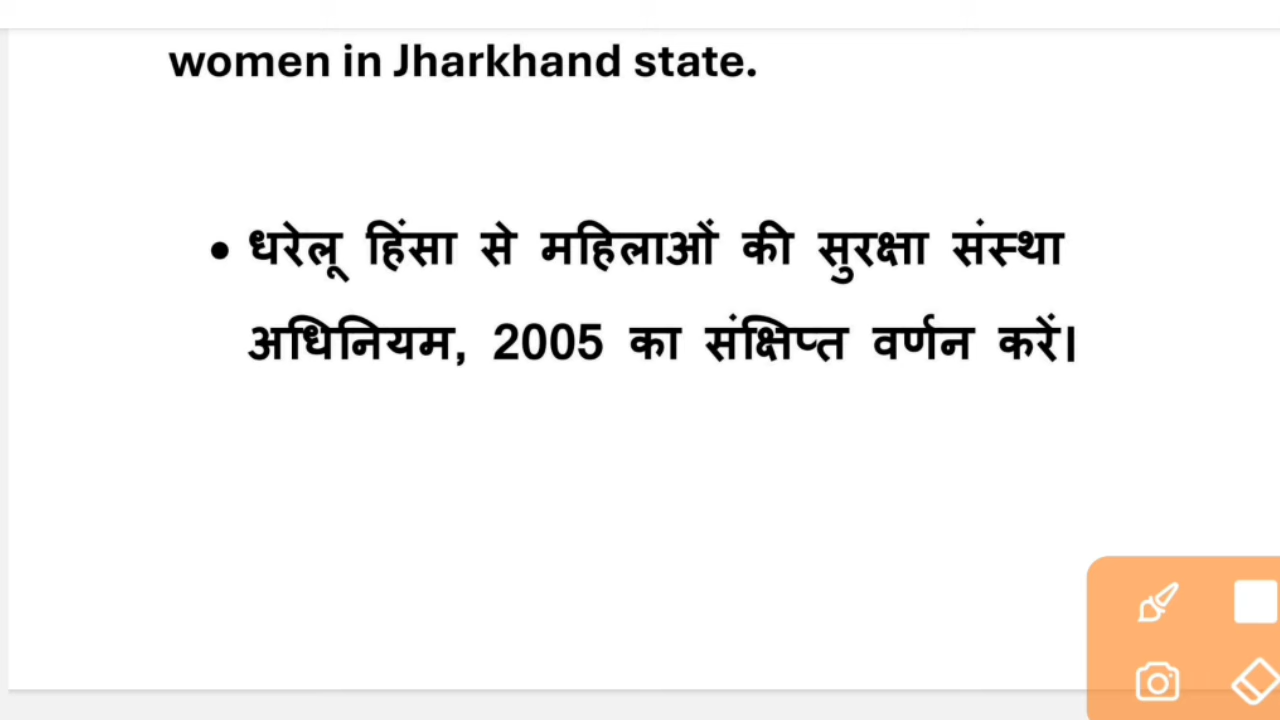 women in Jharkhand state.
• धरेलू हिंसा से महिलाओं की सुरक्षा संस्था
अधिनियम, 2005 का संक्षिप्त वर्णन करें।